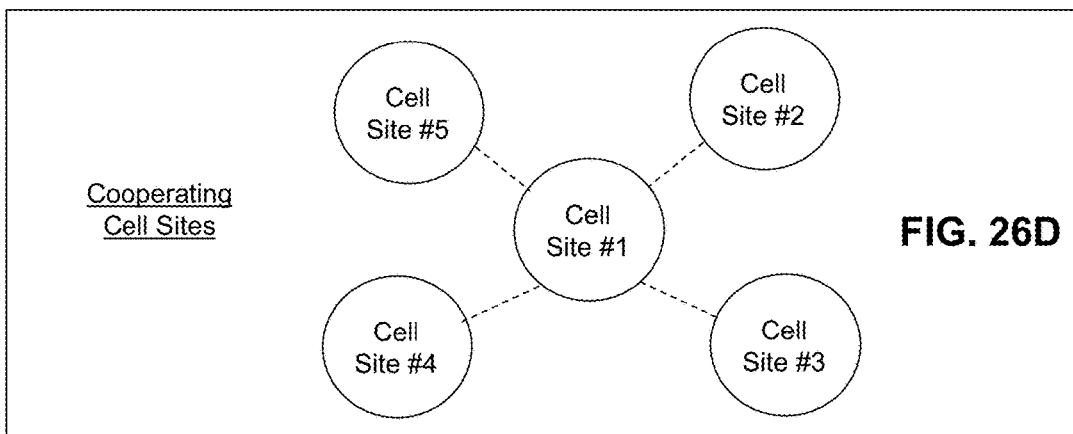 Cell
Site #5
Cell
Site #2
Cooperating
Cell Sites
Cell
Site #1
FIG. 26D
Cell
Site #4
Cell
Site #3